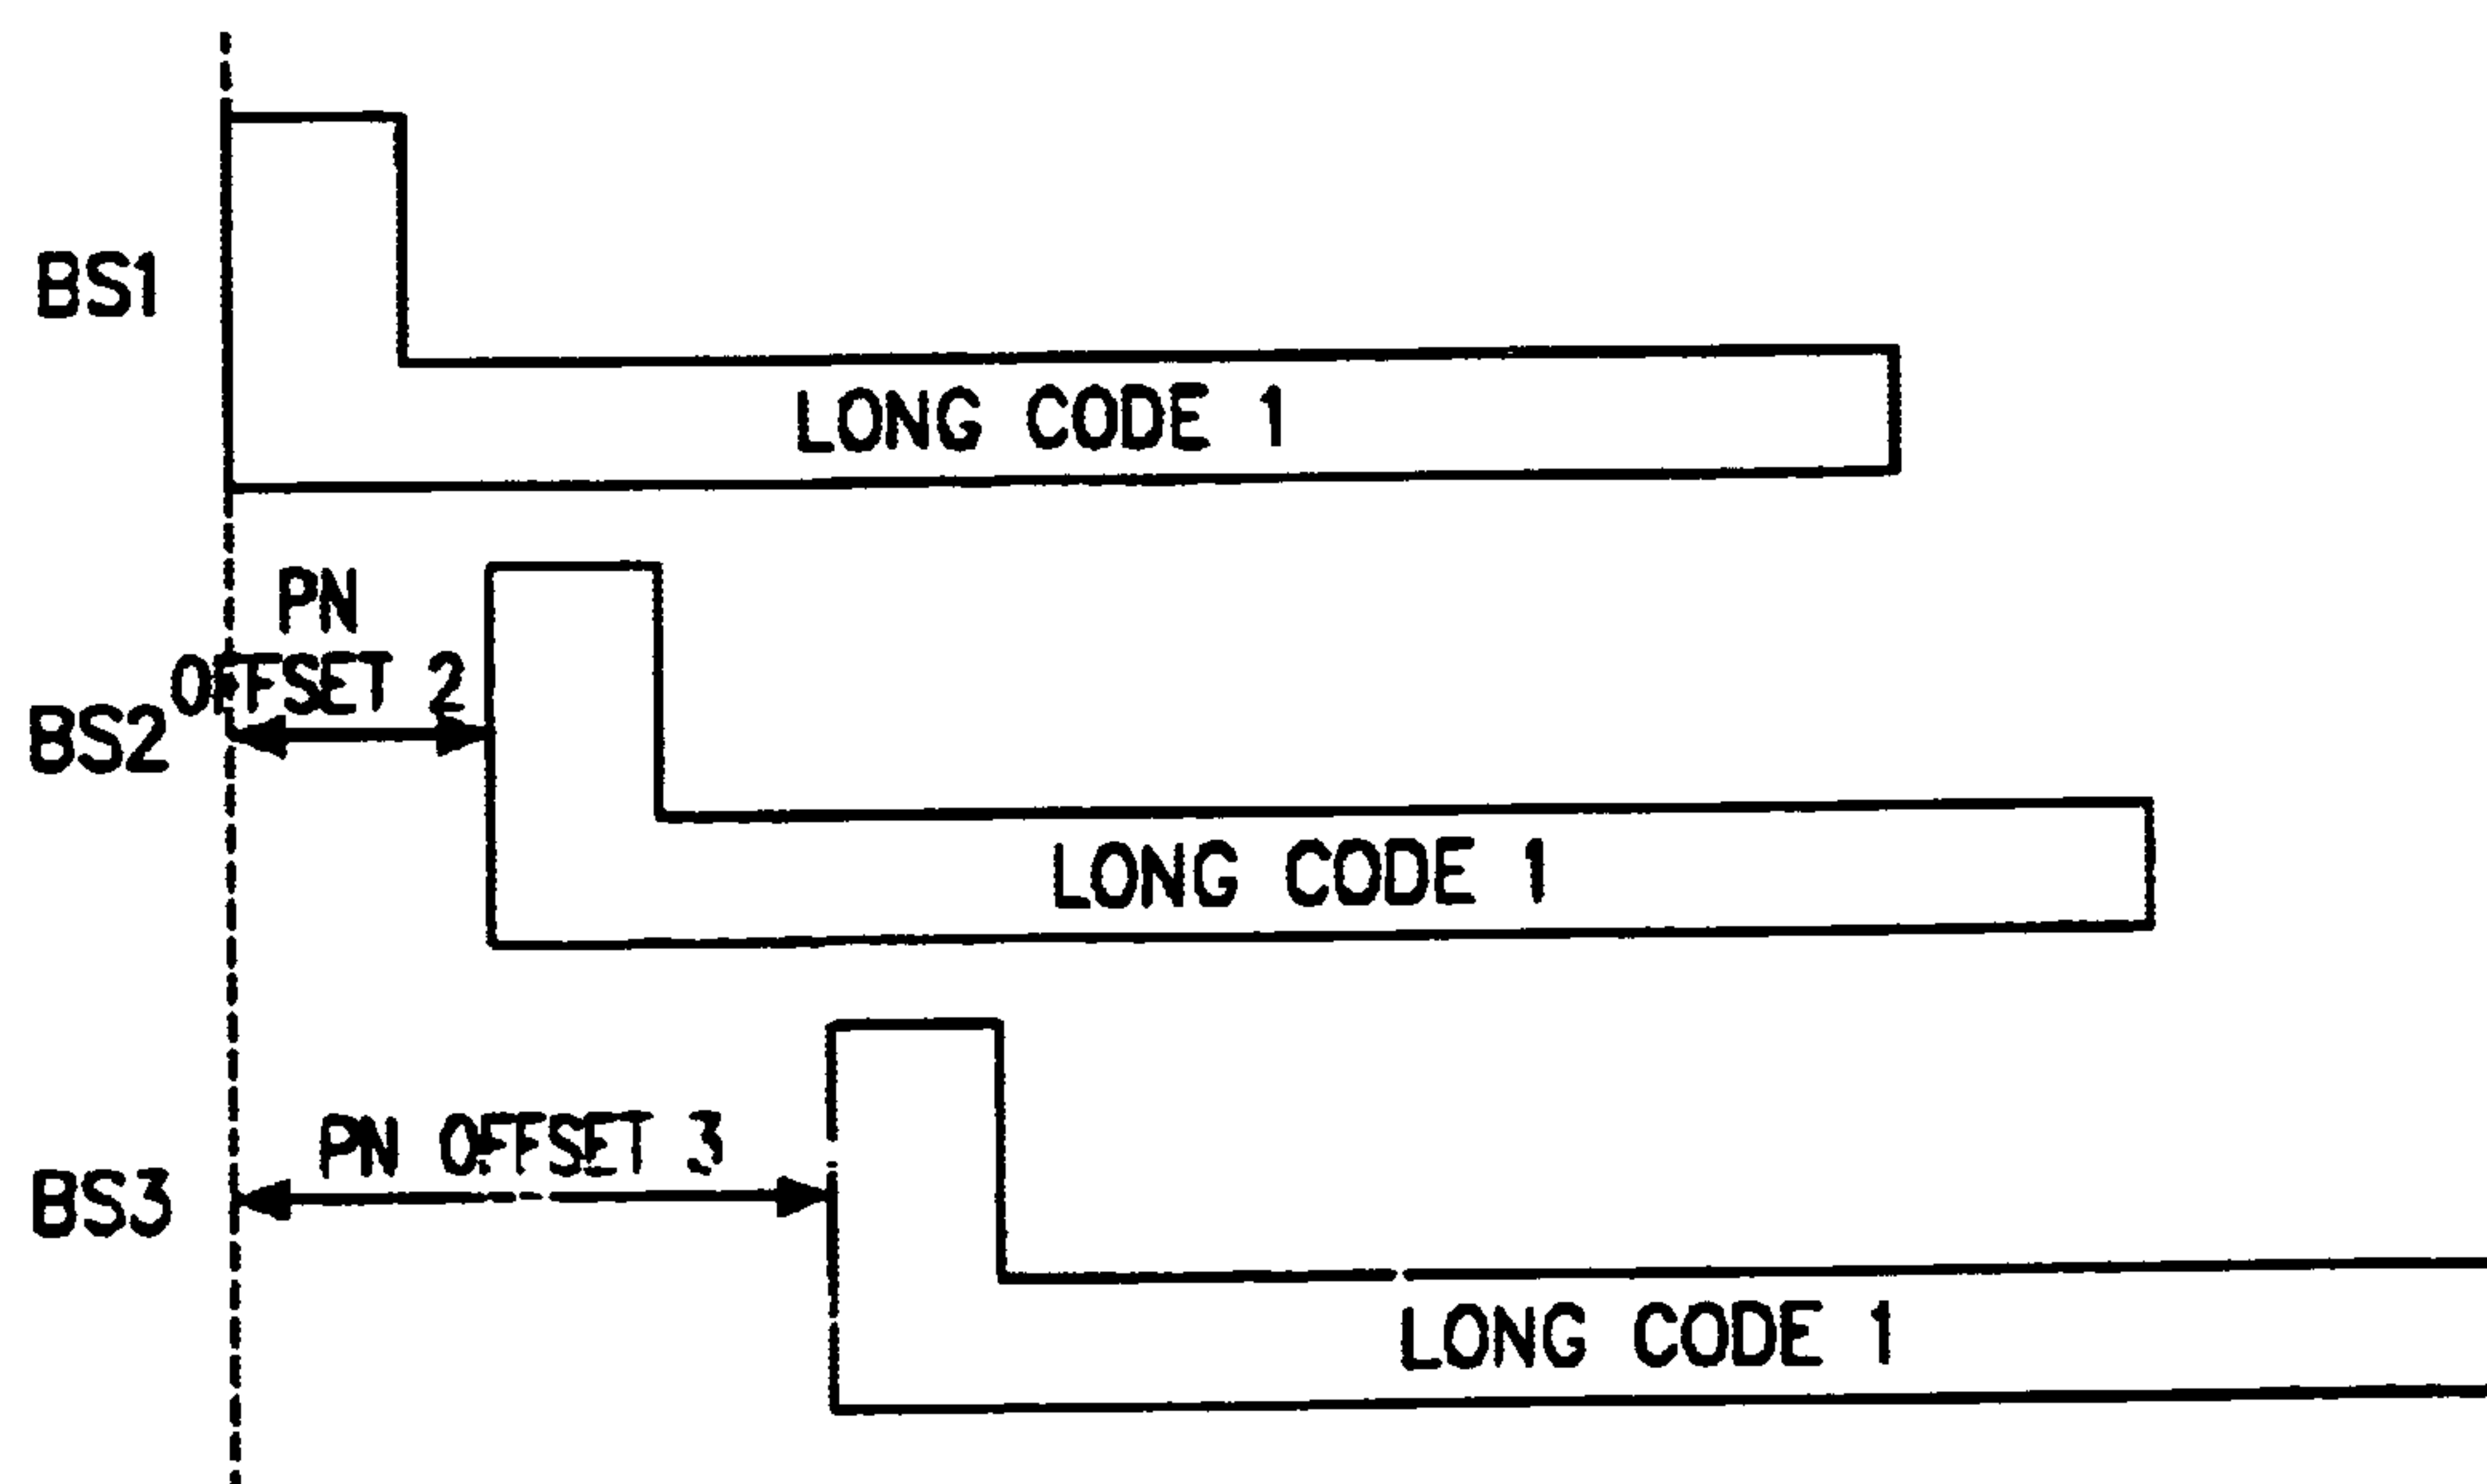 BS1
LONG CODE 1
PN
OFFSET 2
BS2
LONG CODE 1
PN OFFSET 3
BS3
LONG CODE 1